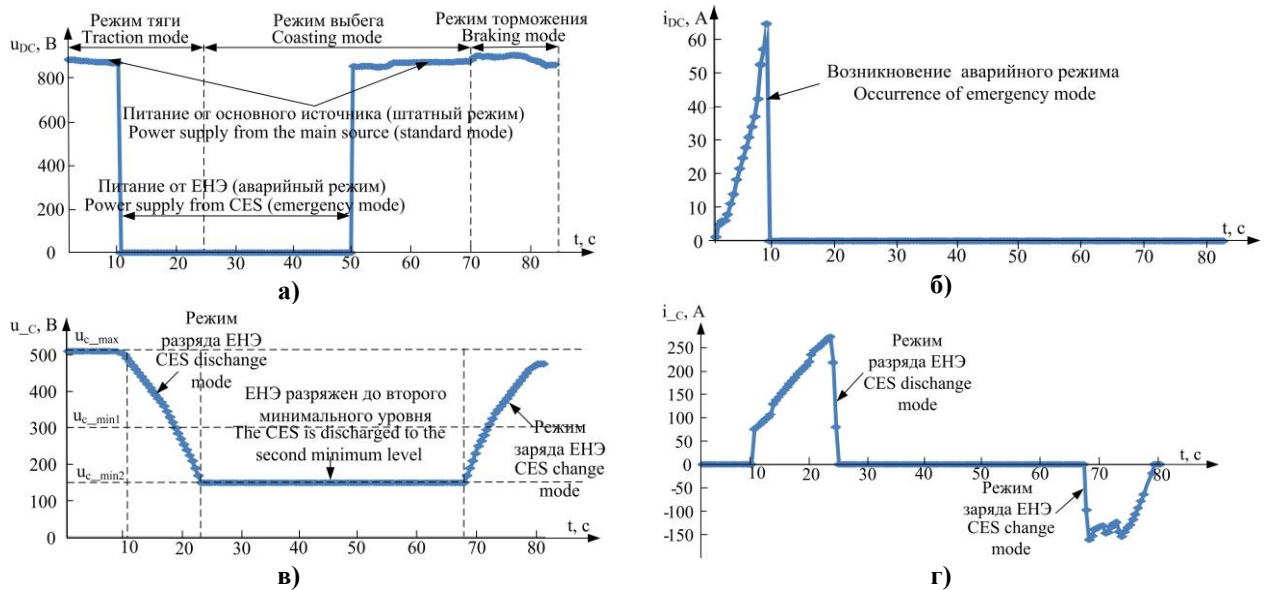 Режим тяги
Traction mode
Режим выбега
Coasting mode
Режим торможения
Braking mode
u_DC, В
800
600
400
200
0
Питание от основного источника (штатный режим)
Power supply from the main source (standard mode)
Питание от ЕНЭ (аварийный режим)
Power supply from CES (emergency mode)
t, с
10 20 30 40 50 60 70 80
а)
i_DC, А
60
50
40
30
20
10
0
Возникновение аварийного режима
Occurrence of emergency mode
t, с
0 10 20 30 40 50 60 70 80
б)
u_C, В
u_c_max
500
400
u_c_min1
300
200
u_c_min2
100
0
Режим
разряда ЕНЭ
CES dischange
mode
ЕНЭ разряжен до второго
минимального уровня
The CES is discharged to the
second minimum level
Режим
заряда ЕНЭ
CES change
mode
t, с
0 10 20 30 40 50 60 70 80
в)
i_C, А
250
200
150
100
50
0
-50
-100
-150
Режим
разряда ЕНЭ
CES dischange
mode
t, с
10 20 30 40 50 60 70 80
Режим
заряда ЕНЭ
CES change
mode
г)